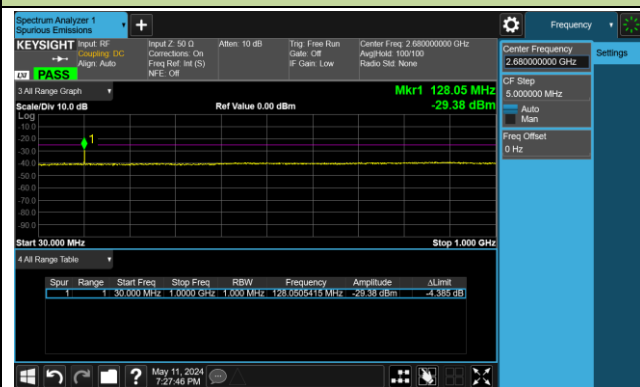 Spectrum Analyzer 1
Spurious Emissions
Frequency
KEYSIGHT Input: RF Input Z: 50 Ω Atten: 10 dB Trig: Free Run Center Freq: 2.680000000 GHz
Coupling: DC Corrections: On Gate: Off Avg|Hold: 100/100
Align: Auto Freq Ref: Int (S) IF Gain: Low Radio Std: None
NFE: Off
PASS
Center Frequency
2.680000000 GHz
Settings
CF Step
5.000000 MHz
Auto
Man
Freq Offset
0 Hz
3 All Range Graph
Mkr1 128.05 MHz
Scale/Div 10.0 dB Ref Value 0.00 dBm -29.38 dBm
Log
-10.0
-20.0
1
-30.0
-40.0
-50.0
-60.0
-70.0
-80.0
-90.0
Start 30.000 MHz Stop 1.000 GHz
4 All Range Table
Spur Range Start Freq Stop Freq RBW Frequency Amplitude ΔLimit
1 1 30.000 MHz 1.0000 GHz 1.000 MHz 128.0505415 MHz -29.38 dBm -4.385 dB
May 11, 2024
7:27:46 PM